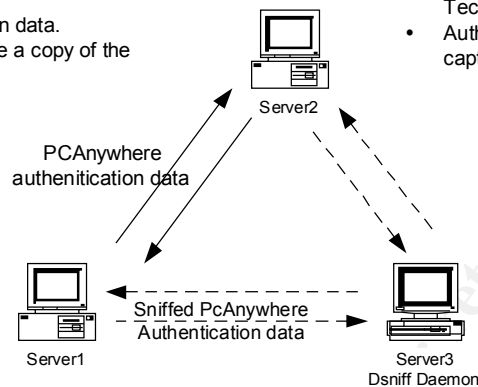 n data.
e a copy of the
Tec
• Auth
capt
Server2
PCAnywhere
authenitication data
Sniffed PcAnywhere
Authentication data
Server1
Server3
Dsniff Daemon